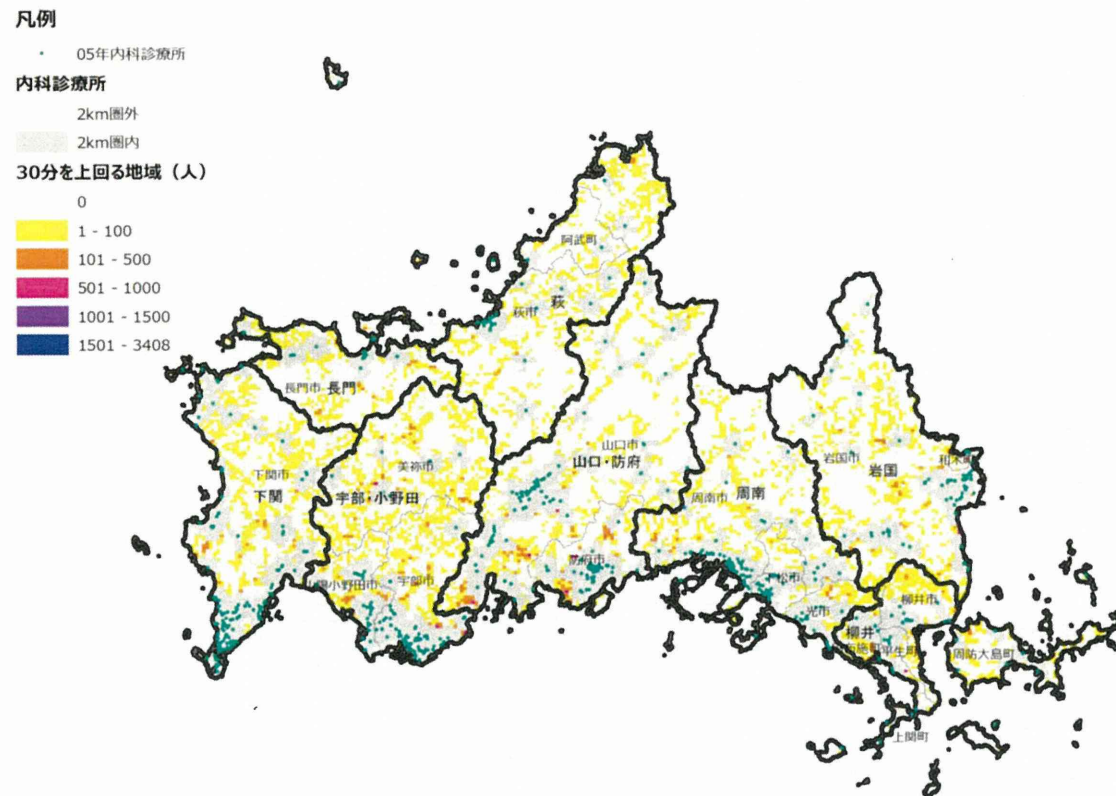 凡例
05年内科診療所
内科診療所
2km圏外
2km圏内
30分を上回る地域（人）
0
1 - 100
101 - 500
501 - 1000
1001 - 1500
1501 - 3408
阿武町
萩市
萩
長門市
長門
山口市
山口・防府
下関市
下関
美祢市
宇部・小野田
岩国市
岩国
和木町
周南市
周南
防府市
山陽小野田市
宇部市
下松市
光市
柳井市
柳井
平生町
周防大島町
上関町